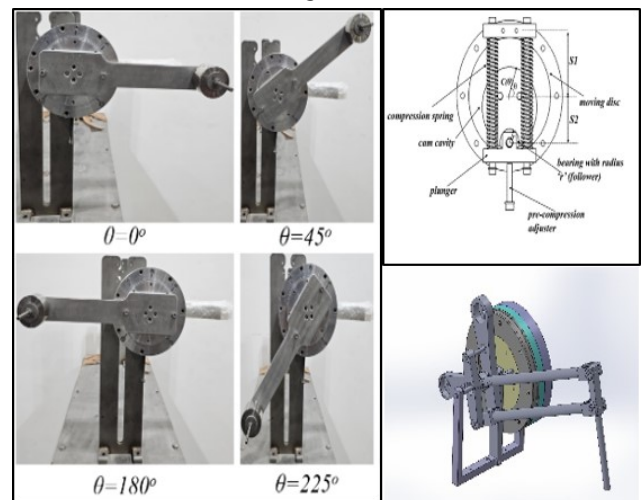 θ=0°
θ=45°
θ=180°
θ=225°
S1
C(θ)
θ
moving disc
compression spring
S2
cam cavity
bearing with radius
'r' (follower)
plunger
pre-compression
adjuster